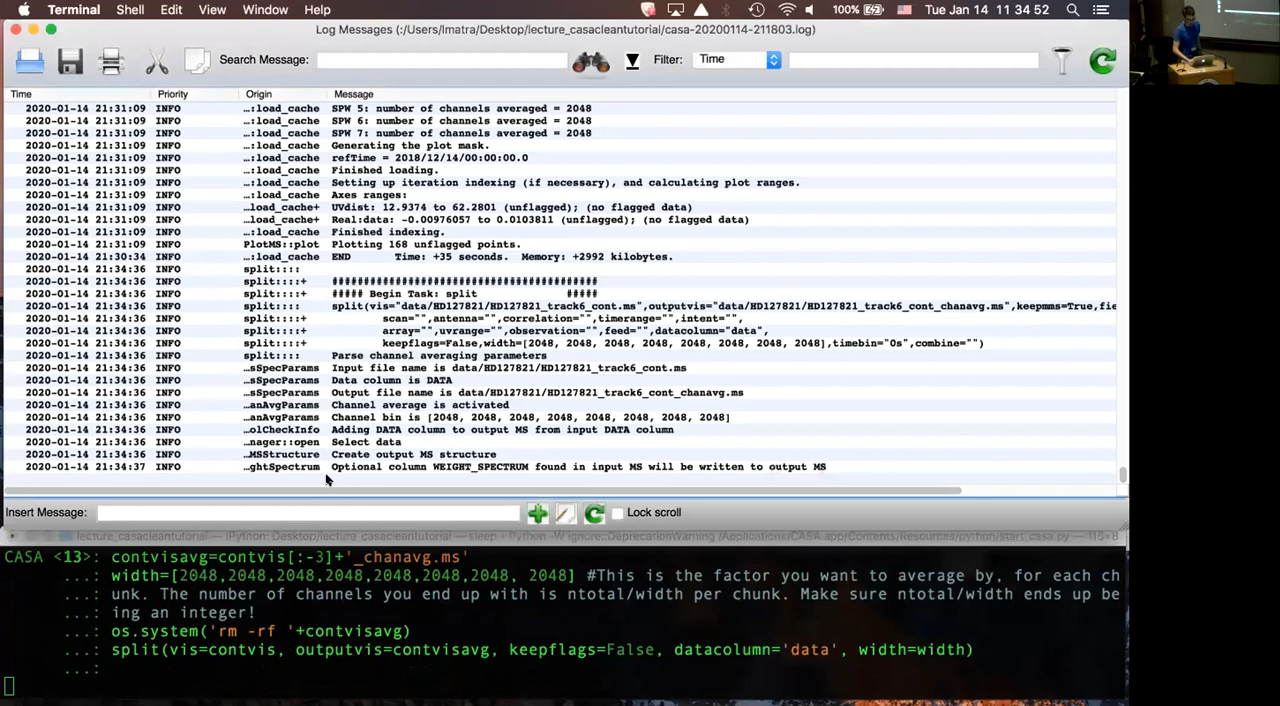 Terminal Shell Edit View Window Help 100% Tue Jan 14 11 34 52
Log Messages (:/Users/lmatra/Desktop/lecture_casacleantutorial/casa-20200114-211803.log)
Search Message: Filter: Time
Time Priority Origin Message
2020-01-14 21:31:09 INFO …:load_cache SPW 5: number of channels averaged = 2048
2020-01-14 21:31:09 INFO …:load_cache SPW 6: number of channels averaged = 2048
2020-01-14 21:31:09 INFO …:load_cache SPW 7: number of channels averaged = 2048
2020-01-14 21:31:09 INFO …:load_cache Generating the plot mask.
2020-01-14 21:31:09 INFO …:load_cache refTime = 2018/12/14/00:00:00.0
2020-01-14 21:31:09 INFO …:load_cache Finished loading.
2020-01-14 21:31:09 INFO …:load_cache Setting up iteration indexing (if necessary), and calculating plot ranges.
2020-01-14 21:31:09 INFO …:load_cache Axes ranges:
2020-01-14 21:31:09 INFO …load_cache+ UVdist: 12.9374 to 62.2801 (unflagged); (no flagged data)
2020-01-14 21:31:09 INFO …load_cache+ Real:data: -0.00976057 to 0.0103811 (unflagged); (no flagged data)
2020-01-14 21:31:09 INFO …:load_cache Finished indexing.
2020-01-14 21:31:09 INFO PlotMS::plot Plotting 168 unflagged points.
2020-01-14 21:30:34 INFO …:load_cache END Time: +35 seconds. Memory: +2992 kilobytes.
2020-01-14 21:34:36 INFO split::::
2020-01-14 21:34:36 INFO split::::+ ##########################################
2020-01-14 21:34:36 INFO split::::+ ##### Begin Task: split #####
2020-01-14 21:34:36 INFO split:::: split(vis="data/HD127821/HD127821_track6_cont.ms",outputvis="data/HD127821/HD127821_track6_cont_chanavg.ms",keepmms=True,fie
2020-01-14 21:34:36 INFO split::::+ scan="",antenna="",correlation="",timerange="",intent="",
2020-01-14 21:34:36 INFO split::::+ array="",uvrange="",observation="",feed="",datacolumn="data",
2020-01-14 21:34:36 INFO split::::+ keepflags=False,width=[2048, 2048, 2048, 2048, 2048, 2048, 2048, 2048],timebin="0s",combine="")
2020-01-14 21:34:36 INFO split:::: Parse channel averaging parameters
2020-01-14 21:34:36 INFO …sSpecParams Input file name is data/HD127821/HD127821_track6_cont.ms
2020-01-14 21:34:36 INFO …sSpecParams Data column is DATA
2020-01-14 21:34:36 INFO …sSpecParams Output file name is data/HD127821/HD127821_track6_cont_chanavg.ms
2020-01-14 21:34:36 INFO …anAvgParams Channel average is activated
2020-01-14 21:34:36 INFO …anAvgParams Channel bin is [2048, 2048, 2048, 2048, 2048, 2048, 2048, 2048]
2020-01-14 21:34:36 INFO …olCheckInfo Adding DATA column to output MS from input DATA column
2020-01-14 21:34:36 INFO …nager::open Select data
2020-01-14 21:34:36 INFO …MSStructure Create output MS structure
2020-01-14 21:34:37 INFO …ghtSpectrum Optional column WEIGHT_SPECTRUM found in input MS will be written to output MS
Insert Message: Lock scroll
lecture_casacleantutorial — IPython: Desktop/lecture_casacleantutorial — sleep · Python -W ignore::DeprecationWarning /Applications/CASA.app/Contents/Resources/python/start_casa.py — 115×8
CASA <13>: contvisavg=contvis[:-3]+'_chanavg.ms'
...: width=[2048,2048,2048,2048,2048,2048,2048, 2048] #This is the factor you want to average by, for each ch
...: unk. The number of channels you end up with is ntotal/width per chunk. Make sure ntotal/width ends up be
...: ing an integer!
...: os.system('rm -rf '+contvisavg)
...: split(vis=contvis, outputvis=contvisavg, keepflags=False, datacolumn='data', width=width)
...: